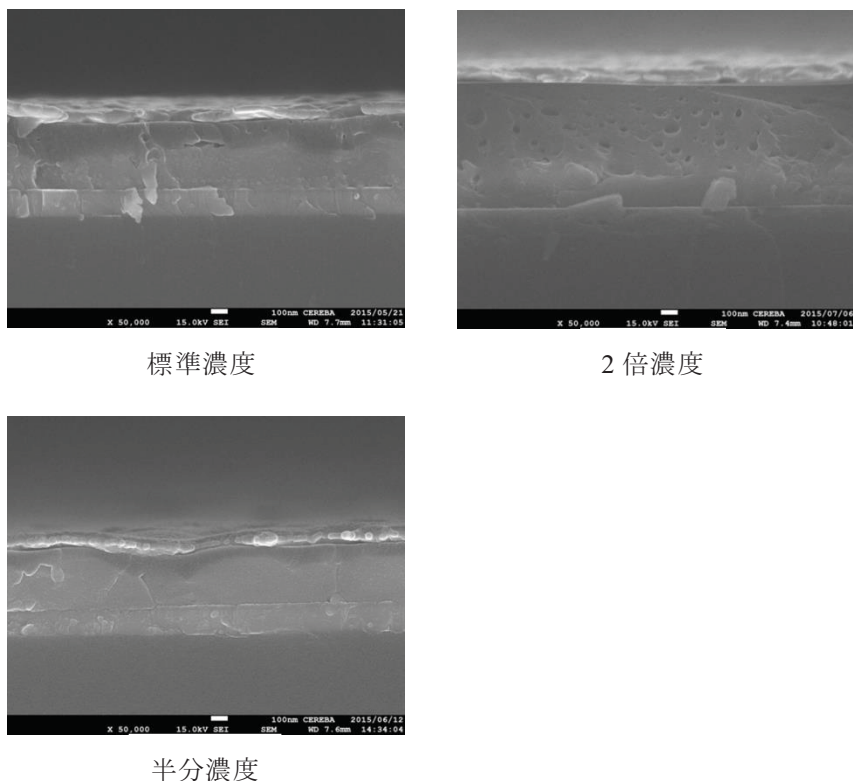 100nm CEREBA 2015/05/21
X 50,000 15.0kV SEI SEM WD 7.7mm 11:31:05
標準濃度
100nm CEREBA 2015/07/06
X 50,000 15.0kV SEI SEM WD 7.4mm 10:48:01
2 倍濃度
100nm CEREBA 2015/06/12
X 50,000 15.0kV SEI SEM WD 7.6mm 14:34:04
半分濃度